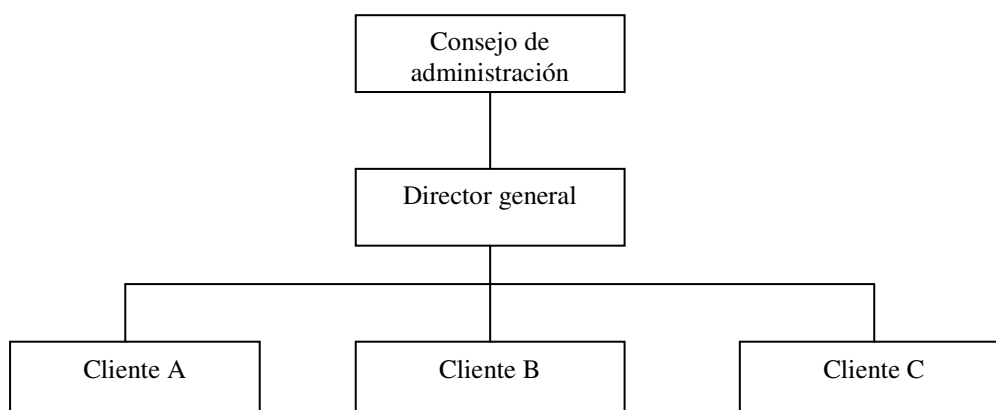 Consejo de
administración
Director general
Cliente A
Cliente B
Cliente C